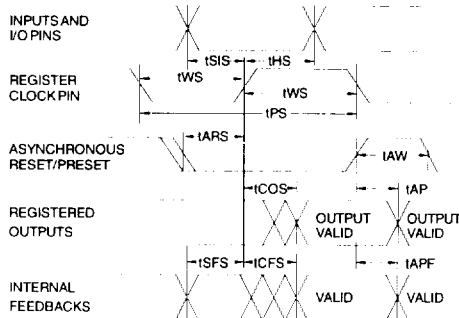 INPUTS AND
I/O PINS
tSIS
tHS
REGISTER
CLOCK PIN
tWS
tWS
tPS
ASYNCHRONOUS
RESET/PRESET
tARS
tAW
tCOS
tAP
REGISTERED
OUTPUTS
OUTPUT
VALID
OUTPUT
VALID
tSFS
tCFS
tAPF
INTERNAL
FEEDBACKS
VALID
VALID